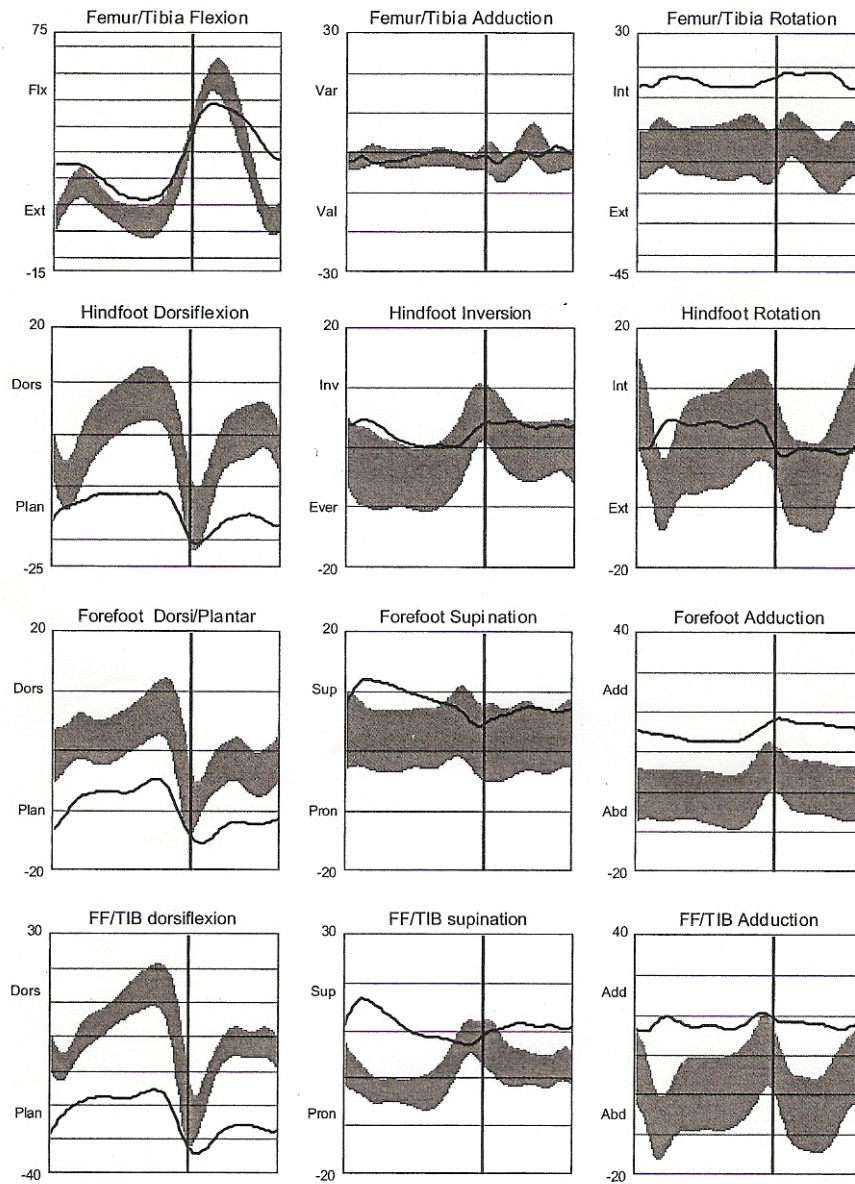 Femur/Tibia Flexion
75
Flx
Ext
-15
Femur/Tibia Adduction
30
Var
Val
-30
Femur/Tibia Rotation
30
Int
Ext
-45
Hindfoot Dorsiflexion
20
Dors
Plan
-25
Hindfoot Inversion
20
Inv
Ever
-20
Hindfoot Rotation
20
Int
Ext
-20
Forefoot Dorsi/Plantar
20
Dors
Plan
-20
Forefoot Supination
20
Sup
Pron
-20
Forefoot Adduction
40
Add
Abd
-20
FF/TIB dorsiflexion
30
Dors
Plan
-40
FF/TIB supination
30
Sup
Pron
-20
FF/TIB Adduction
40
Add
Abd
-20